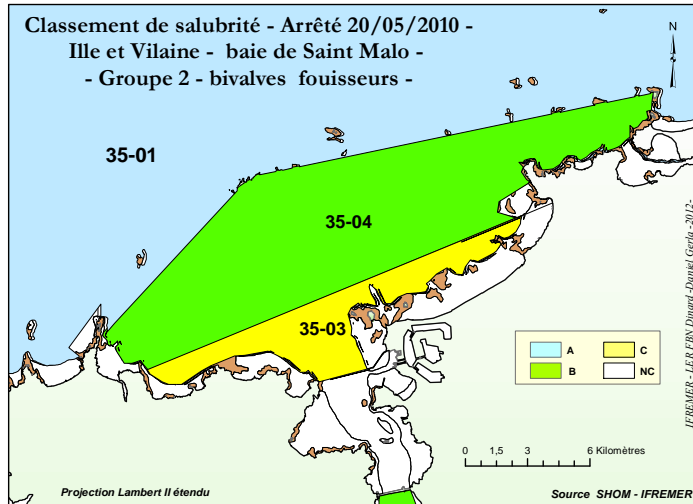 Classement de salubrité - Arrêté 20/05/2010 -
Ille et Vilaine - baie de Saint Malo -
- Groupe 2 - bivalves fouisseurs -
N
35-01
35-04
35-03
A
C
B
NC
0 1,5 3 6 Kilomètres
Projection Lambert II étendu
Source SHOM - IFREMER
IFREMER - LER FBN Dinard -Daniel Gerla -2012-